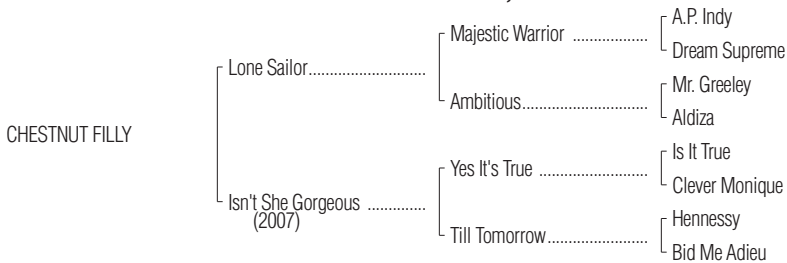 A.P. Indy
Majestic Warrior ..................
Dream Supreme
Lone Sailor...........................
Mr. Greeley
Ambitious.............................
Aldiza
CHESTNUT FILLY
Is It True
Yes It's True .........................
Clever Monique
Isn't She Gorgeous ..............
(2007)
Hennessy
Till Tomorrow.......................
Bid Me Adieu